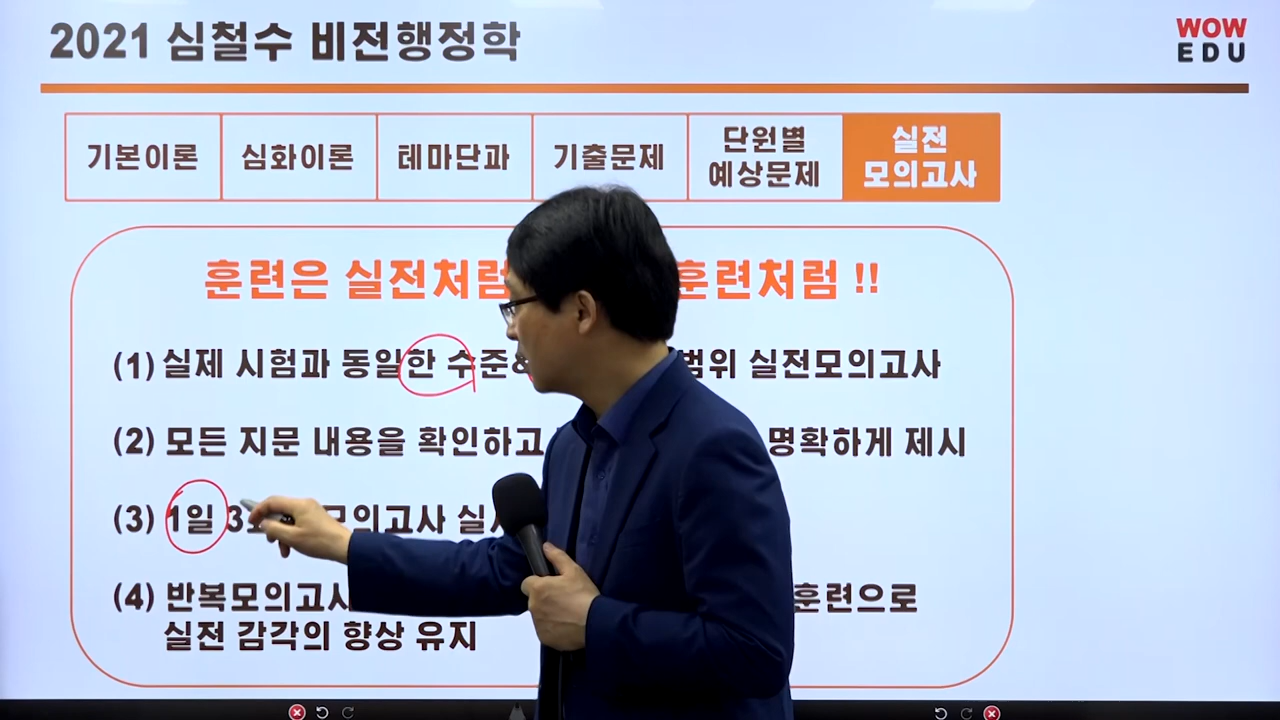 2021 심철수 비전행정학
WOW
EDU
기본이론
심화이론
테마단과
기출문제
단원별
예상문제
실전
모의고사
훈련은 실전처럼 훈련처럼 !!
(1) 실제 시험과 동일한 수준& 범위 실전모의고사
(2) 모든 지문 내용을 확인하고 명확하게 제시
(3) 1일 모의고사
(4) 반복모의고사 훈련으로
실전 감각의 향상 유지